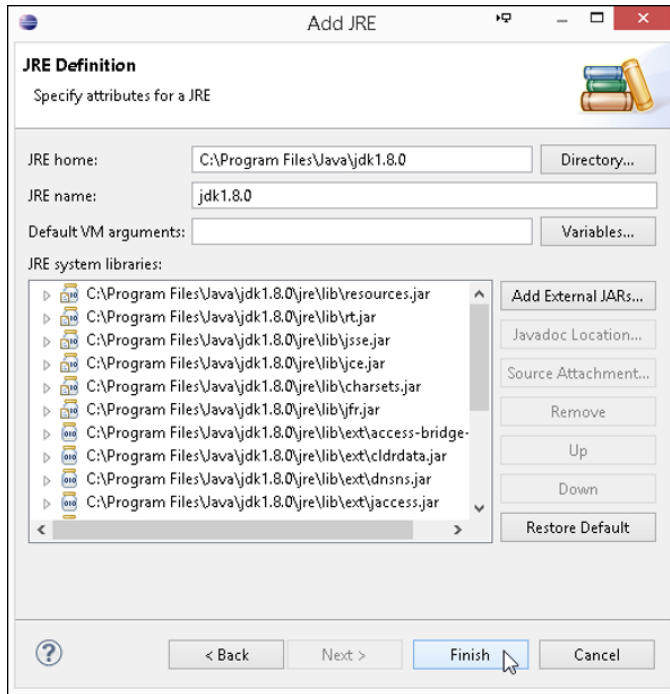 Add JRE
JRE Definition
Specify attributes for a JRE
JRE home: C:\Program Files\Java\jdk1.8.0 Directory...
JRE name: jdk1.8.0
Default VM arguments: Variables...
JRE system libraries:
C:\Program Files\Java\jdk1.8.0\jre\lib\resources.jar Add External JARs...
C:\Program Files\Java\jdk1.8.0\jre\lib\rt.jar
C:\Program Files\Java\jdk1.8.0\jre\lib\jsse.jar Javadoc Location...
C:\Program Files\Java\jdk1.8.0\jre\lib\jce.jar Source Attachment...
C:\Program Files\Java\jdk1.8.0\jre\lib\charsets.jar
C:\Program Files\Java\jdk1.8.0\jre\lib\jfr.jar Remove
C:\Program Files\Java\jdk1.8.0\jre\lib\ext\access-bridge-
C:\Program Files\Java\jdk1.8.0\jre\lib\ext\cldrdata.jar Up
C:\Program Files\Java\jdk1.8.0\jre\lib\ext\dnsns.jar Down
C:\Program Files\Java\jdk1.8.0\jre\lib\ext\jaccess.jar
Restore Default
? < Back Next > Finish Cancel